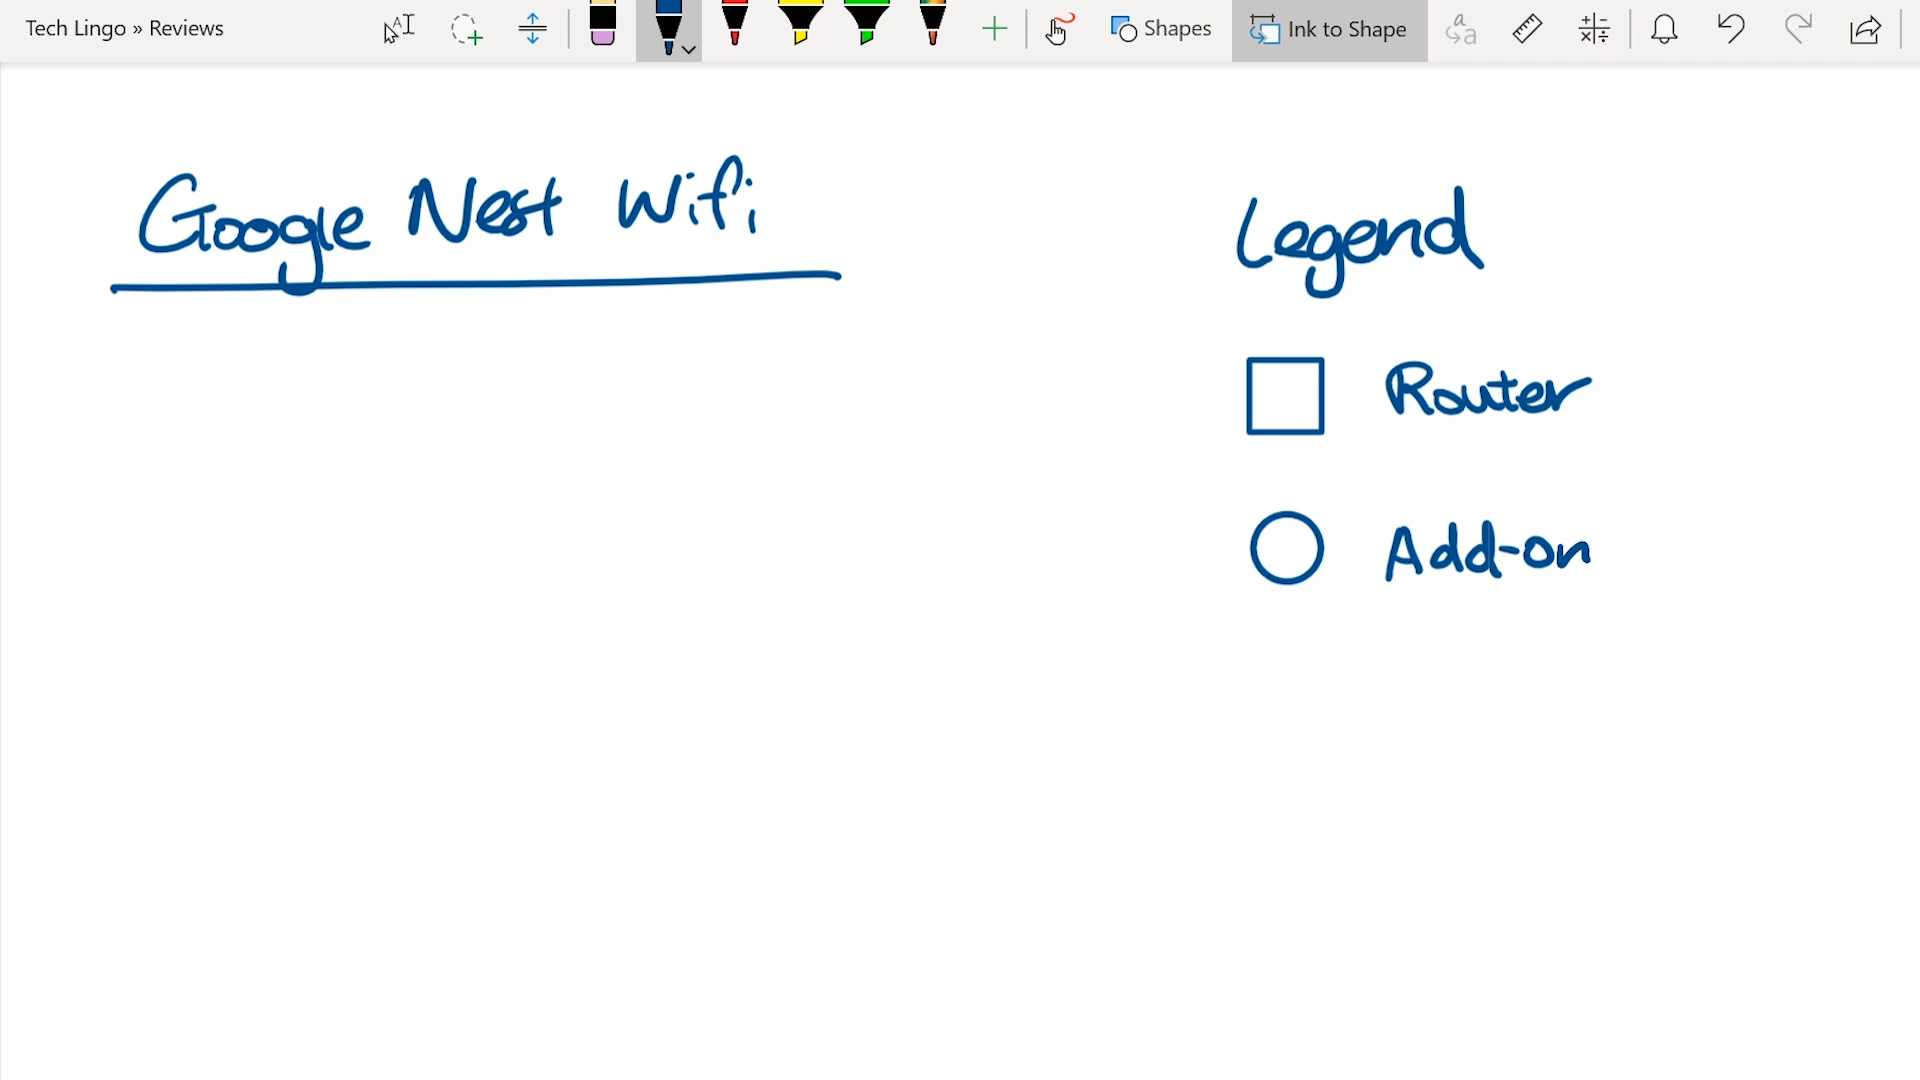 Tech Lingo » Reviews
Shapes
Ink to Shape
Google Nest Wifi
Legend
Router
Add-on